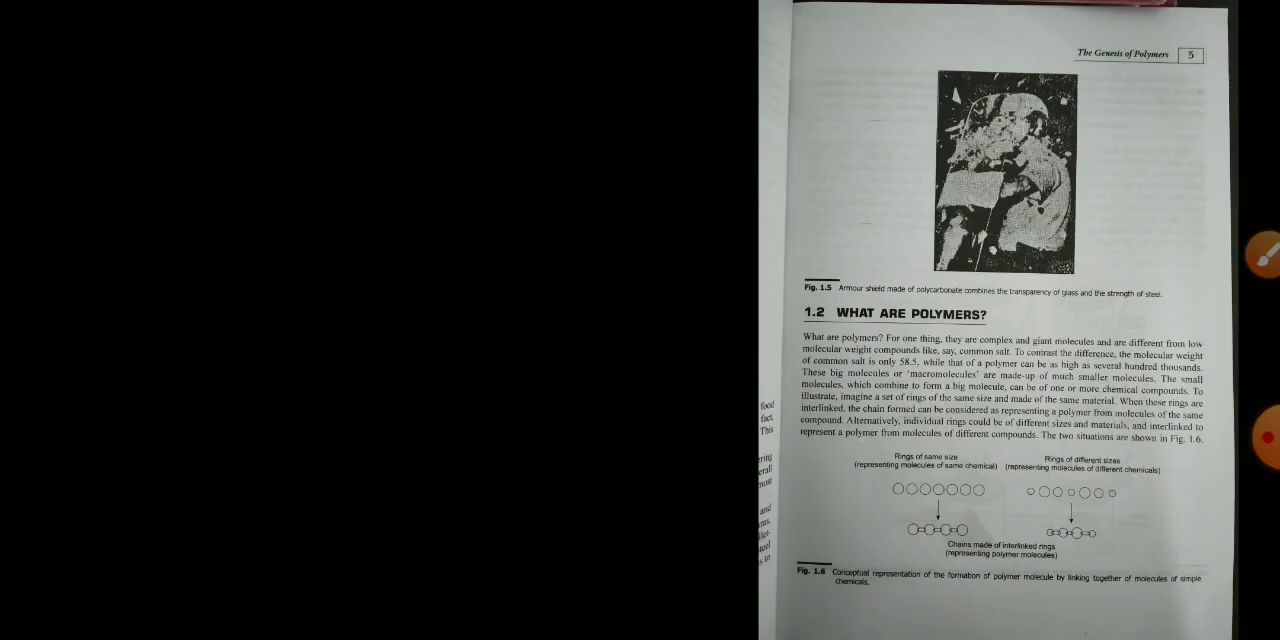 The Genesis of Polymers 5
Fig. 1.5 Armour shield made of polycarbonate combines the transparency of glass and the strength of steel.
1.2 WHAT ARE POLYMERS?
What are polymers? For one thing, they are complex and giant molecules and are different from low
molecular weight compounds like, say, common salt. To contrast the difference, the molecular weight
of common salt is only 58.5, while that of a polymer can be as high as several hundred thousands.
These big molecules or ‘macromolecules’ are made-up of much smaller molecules. The small
molecules, which combine to form a big molecule, can be of one or more chemical compounds. To
illustrate, imagine a set of rings of the same size and made of the same material. When these rings are
interlinked, the chain formed can be considered as representing a polymer from molecules of the same
compound. Alternatively, individual rings could be of different sizes and materials, and interlinked to
represent a polymer from molecules of different compounds. The two situations are shown in Fig. 1.6.
Rings of same size
(representing molecules of same chemical)
Rings of different sizes
(representing molecules of different chemicals)
Chains made of interlinked rings
(representing polymer molecules)
Fig. 1.6 Conceptual representation of the formation of polymer molecule by linking together of molecules of simple
chemicals.
food
fact,
This
ering
erall
most
and